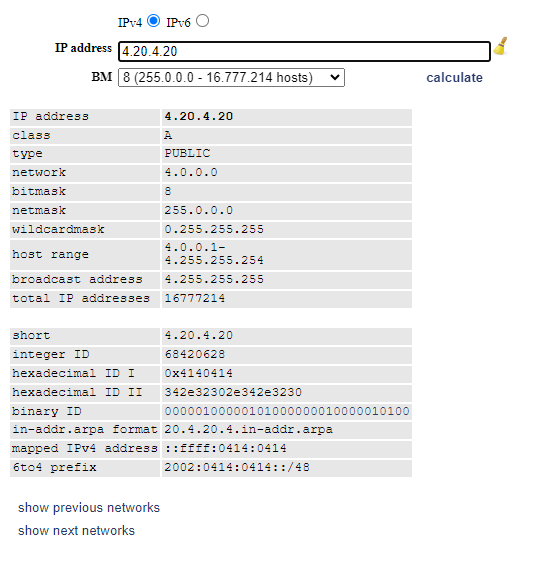 IPv4 IPv6
IP address 4.20.4.20
BM 8 (255.0.0.0 - 16.777.214 hosts) calculate
IP address 4.20.4.20
class A
type PUBLIC
network 4.0.0.0
bitmask 8
netmask 255.0.0.0
wildcardmask 0.255.255.255
host range 4.0.0.1-
4.255.255.254
broadcast address 4.255.255.255
total IP addresses 16777214
short 4.20.4.20
integer ID 68420628
hexadecimal ID I 0x4140414
hexadecimal ID II 342e32302e342e3230
binary ID 00000100000101000000010000010100
in-addr.arpa format 20.4.20.4.in-addr.arpa
mapped IPv4 address ::ffff:0414:0414
6to4 prefix 2002:0414:0414::/48
show previous networks
show next networks